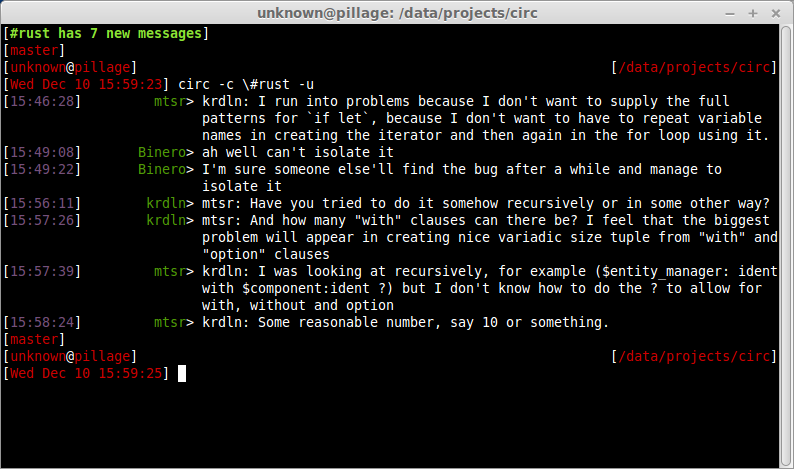 unknown@pillage: /data/projects/circ
[#rust has 7 new messages]
[master]
[unknown@pillage] [/data/projects/circ]
[Wed Dec 10 15:59:23] circ -c \#rust -u
[15:46:28] mtsr> krdln: I run into problems because I don't want to supply the full
patterns for `if let`, because I don't want to have to repeat variable
names in creating the iterator and then again in the for loop using it.
[15:49:08] Binero> ah well can't isolate it
[15:49:22] Binero> I'm sure someone else'll find the bug after a while and manage to
isolate it
[15:56:11] krdln> mtsr: Have you tried to do it somehow recursively or in some other way?
[15:57:26] krdln> mtsr: And how many "with" clauses can there be? I feel that the biggest
problem will appear in creating nice variadic size tuple from "with" and
"option" clauses
[15:57:39] mtsr> krdln: I was looking at recursively, for example ($entity_manager: ident
with $component:ident ?) but I don't know how to do the ? to allow for
with, without and option
[15:58:24] mtsr> krdln: Some reasonable number, say 10 or something.
[master]
[unknown@pillage] [/data/projects/circ]
[Wed Dec 10 15:59:25]